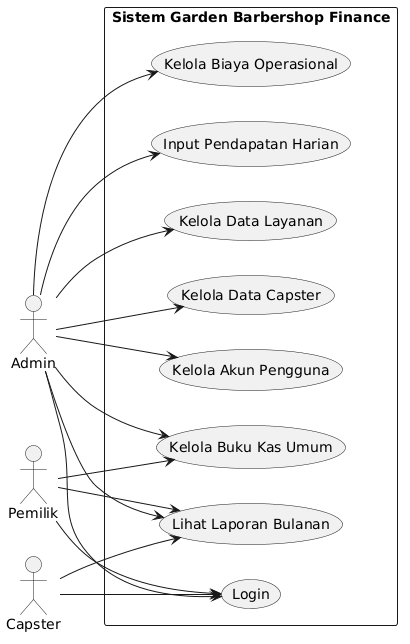 Sistem Garden Barbershop Finance
Kelola Biaya Operasional
Input Pendapatan Harian
Kelola Data Layanan
Kelola Data Capster
Admin
Kelola Akun Pengguna
Kelola Buku Kas Umum
Pemilik
Lihat Laporan Bulanan
Login
Capster